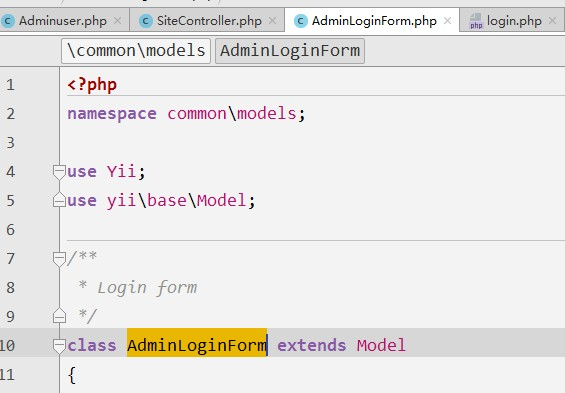 Adminuser.php SiteController.php AdminLoginForm.php login.php
\common\models AdminLoginForm
1 <?php
2 namespace common\models;
3
4 use Yii;
5 use yii\base\Model;
6
7 /**
8 * Login form
9 */
10 class AdminLoginForm extends Model
11 {